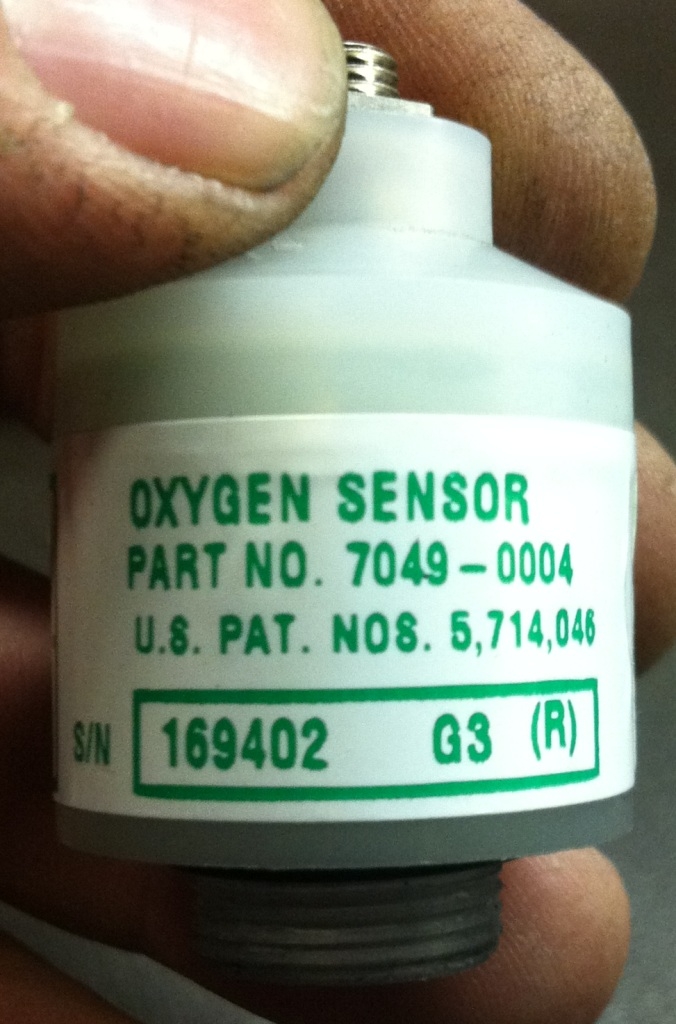 OXYGEN SENSOR
PART NO. 7049-0004
U.S. PAT. NOS. 5,714,046
S/N 169402 G3 (R)